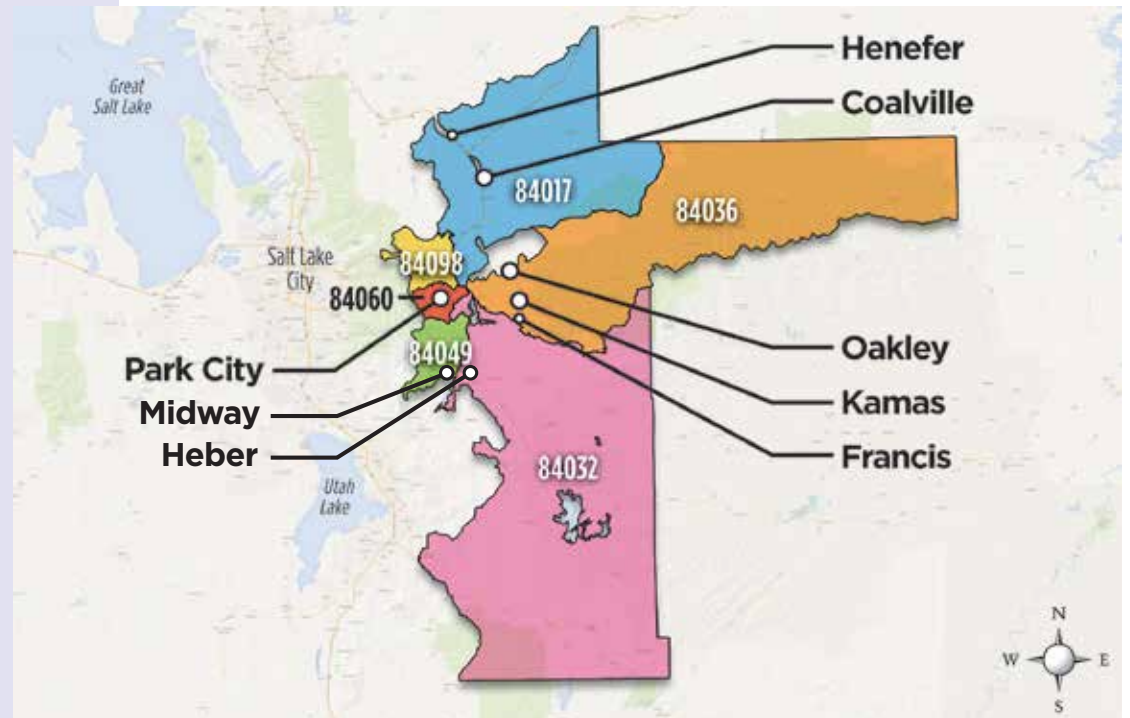 Great
Salt Lake
Henefer
Coalville
84017
84036
Salt Lake
City
84098
84060
Park City
Midway
Heber
84049
Oakley
Kamas
Francis
84032
Utah
Lake
N
W
E
S